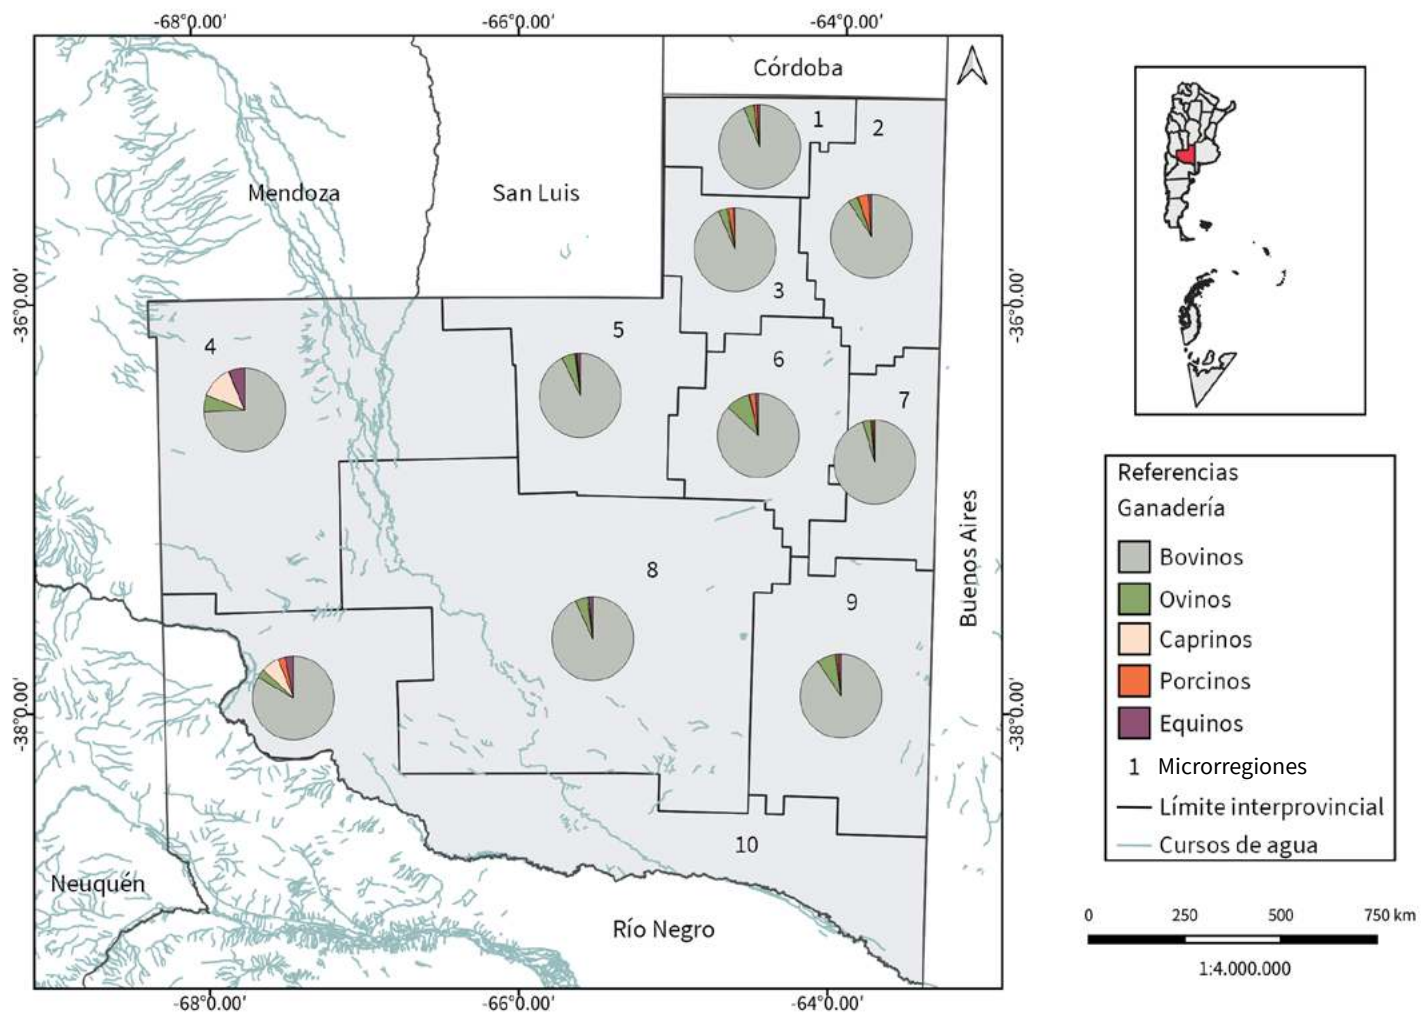 -68°0.00'
-66°0.00'
-64°0.00'
Córdoba
1
2
Mendoza
San Luis
3
-36°0.00'
-36°0.00'
4
5
6
7
8
9
Buenos Aires
-38°0.00'
-38°0.00'
10
Neuquén
Río Negro
-68°0.00'
-66°0.00'
-64°0.00'
Referencias
Ganadería
Bovinos
Ovinos
Caprinos
Porcinos
Equinos
1 Microrregiones
Límite interprovincial
Cursos de agua
0 250 500 750 km
1:4.000.000